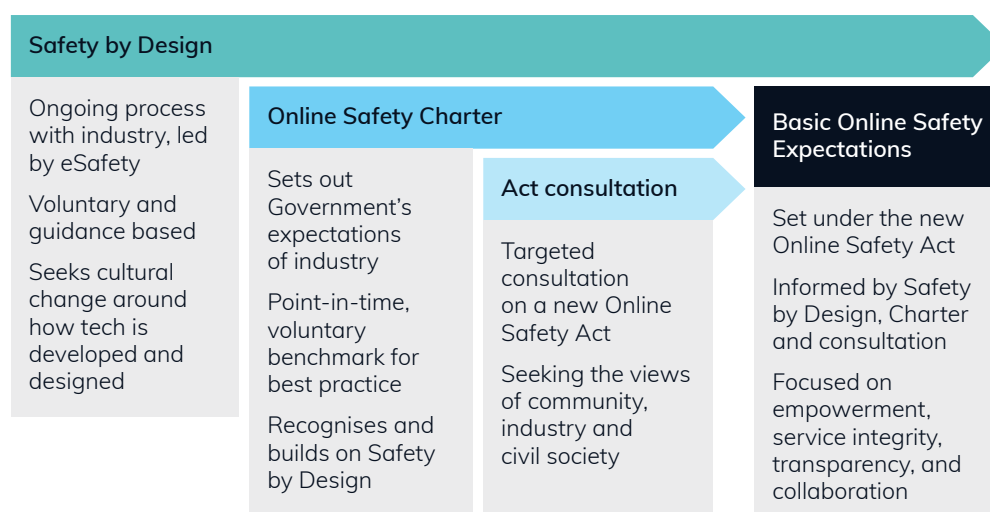 Safety by Design
Ongoing process
with industry, led
by eSafety
Voluntary and
guidance based
Seeks cultural
change around
how tech is
developed and
designed
Online Safety Charter
Sets out
Government’s
expectations
of industry
Point-in-time,
voluntary
benchmark for
best practice
Recognises and
builds on Safety
by Design
Act consultation
Targeted
consultation
on a new Online
Safety Act
Seeking the views
of community,
industry and
civil society
Basic Online Safety
Expectations
Set under the new
Online Safety Act
Informed by Safety
by Design, Charter
and consultation
Focused on
empowerment,
service integrity,
transparency, and
collaboration